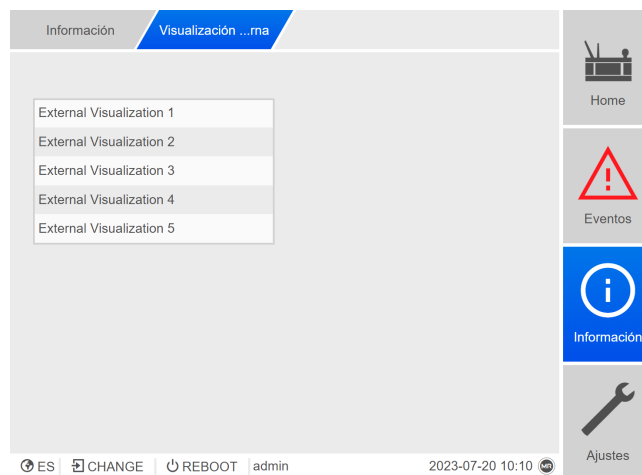 Información
Visualización ...rna
External Visualization 1
External Visualization 2
External Visualization 3
External Visualization 4
External Visualization 5
Home
Eventos
Información
Ajustes
ES
CHANGE
REBOOT
admin
2023-07-20 10:10
MR